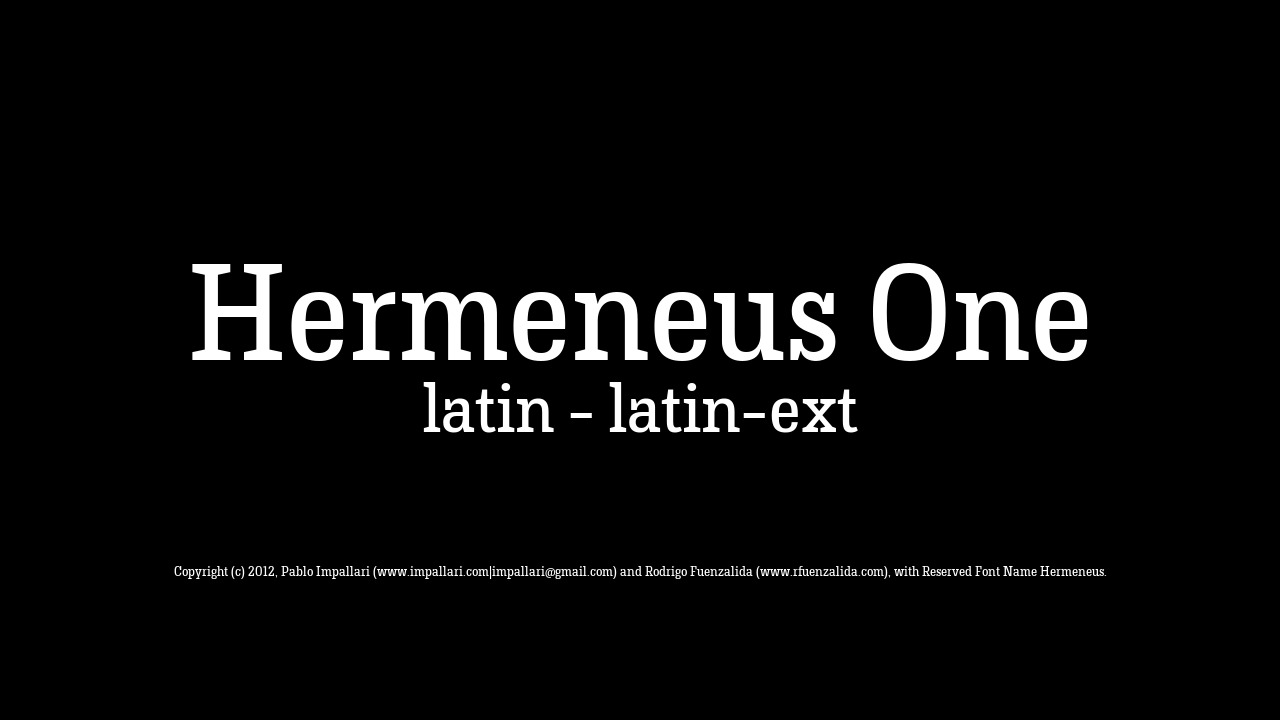 Hermeneus One
latin - latin-ext
Copyright (c) 2012, Pablo Impallari (www.impallari.com|impallari@gmail.com) and Rodrigo Fuenzalida (www.rfuenzalida.com), with Reserved Font Name Hermeneus.